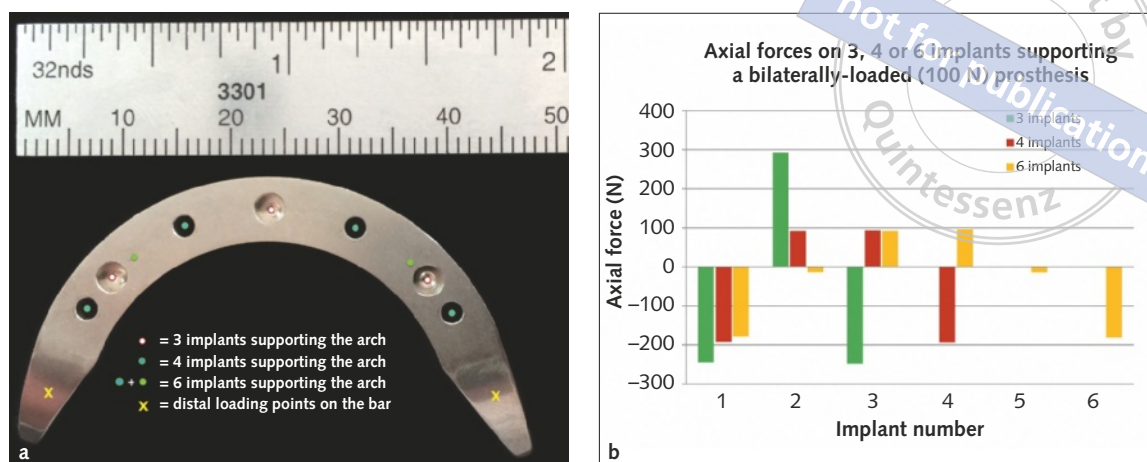 32nds
1
2
3301
MM
10
20
30
40
50
x
x
= 3 implants supporting the arch
= 4 implants supporting the arch
+ = 6 implants supporting the arch
x = distal loading points on the bar
a
Axial forces on 3, 4 or 6 implants supporting
a bilaterally-loaded (100 N) prosthesis
Axial force (N)
400
300
200
100
0
−100
−200
−300
3 implants
4 implants
6 implants
1
2
3
4
5
6
Implant number
b
not for publication
by
Quintessenz